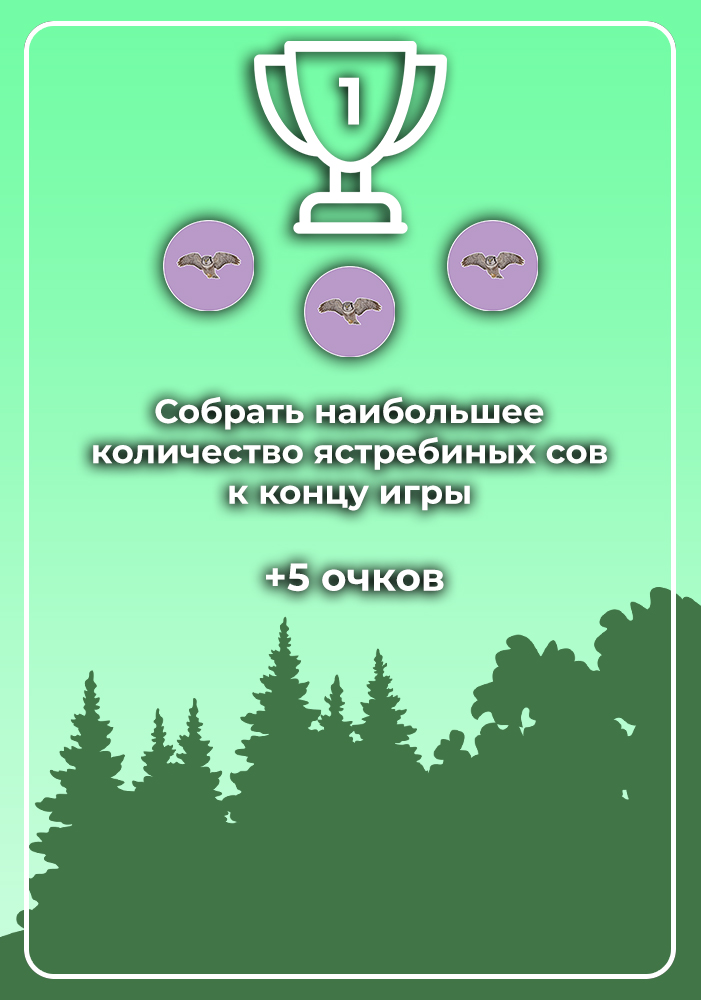 1
Собрать наибольшее
количество ястребиных сов
к концу игры
+5 очков